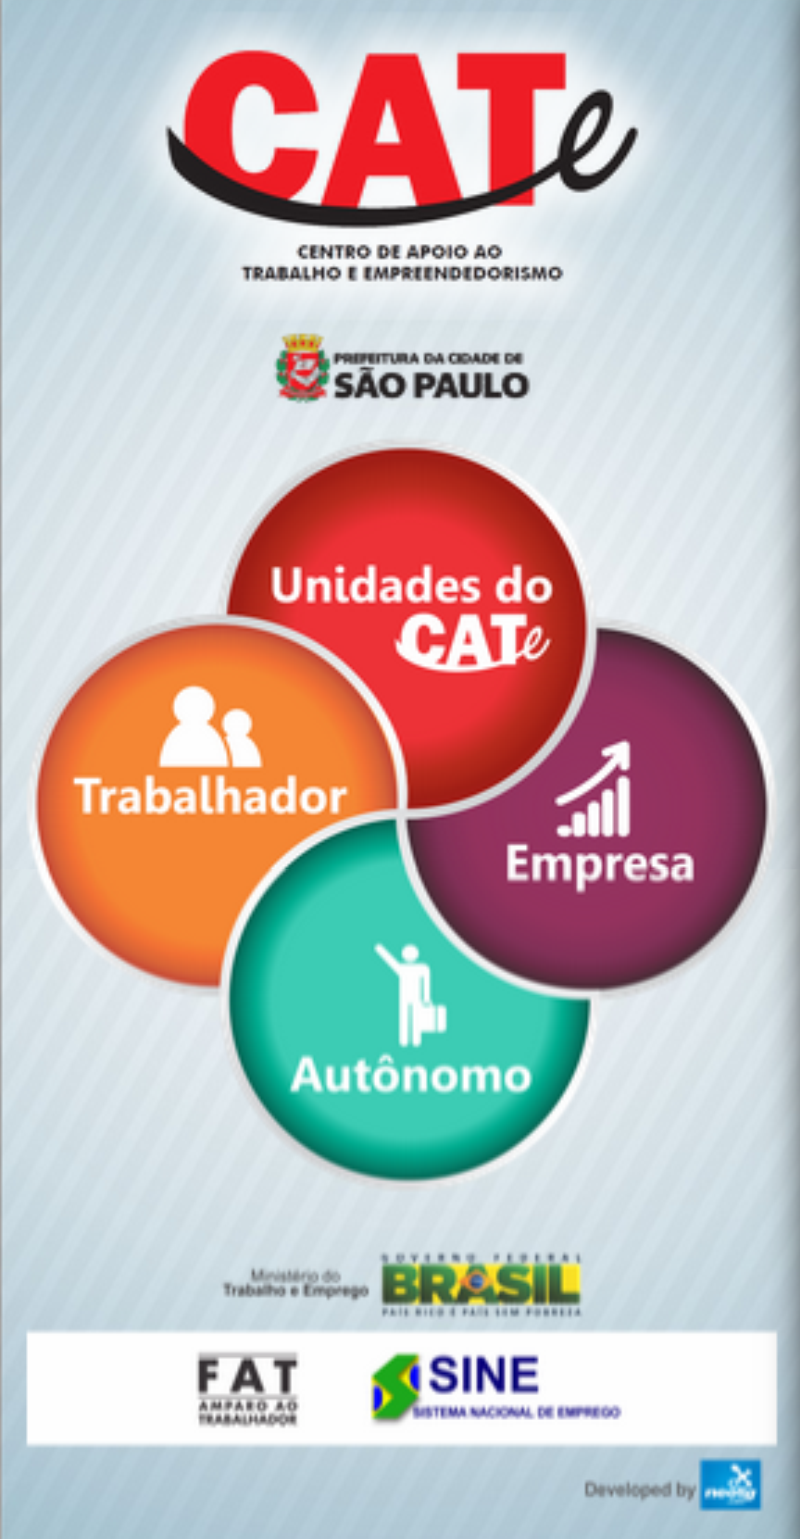 CATe
CENTRO DE APOIO AO
TRABALHO E EMPREENDEDORISMO
PREFEITURA DA CIDADE DE
SÃO PAULO
Unidades do
CATe
Trabalhador
Empresa
Autônomo
Ministério do
Trabalho e Emprego
GOVERNO FEDERAL
BRASIL
PAÍS RICO É PAÍS SEM POBREZA
FAT
AMPARO AO
TRABALHADOR
SINE
SISTEMA NACIONAL DE EMPREGO
Developed by